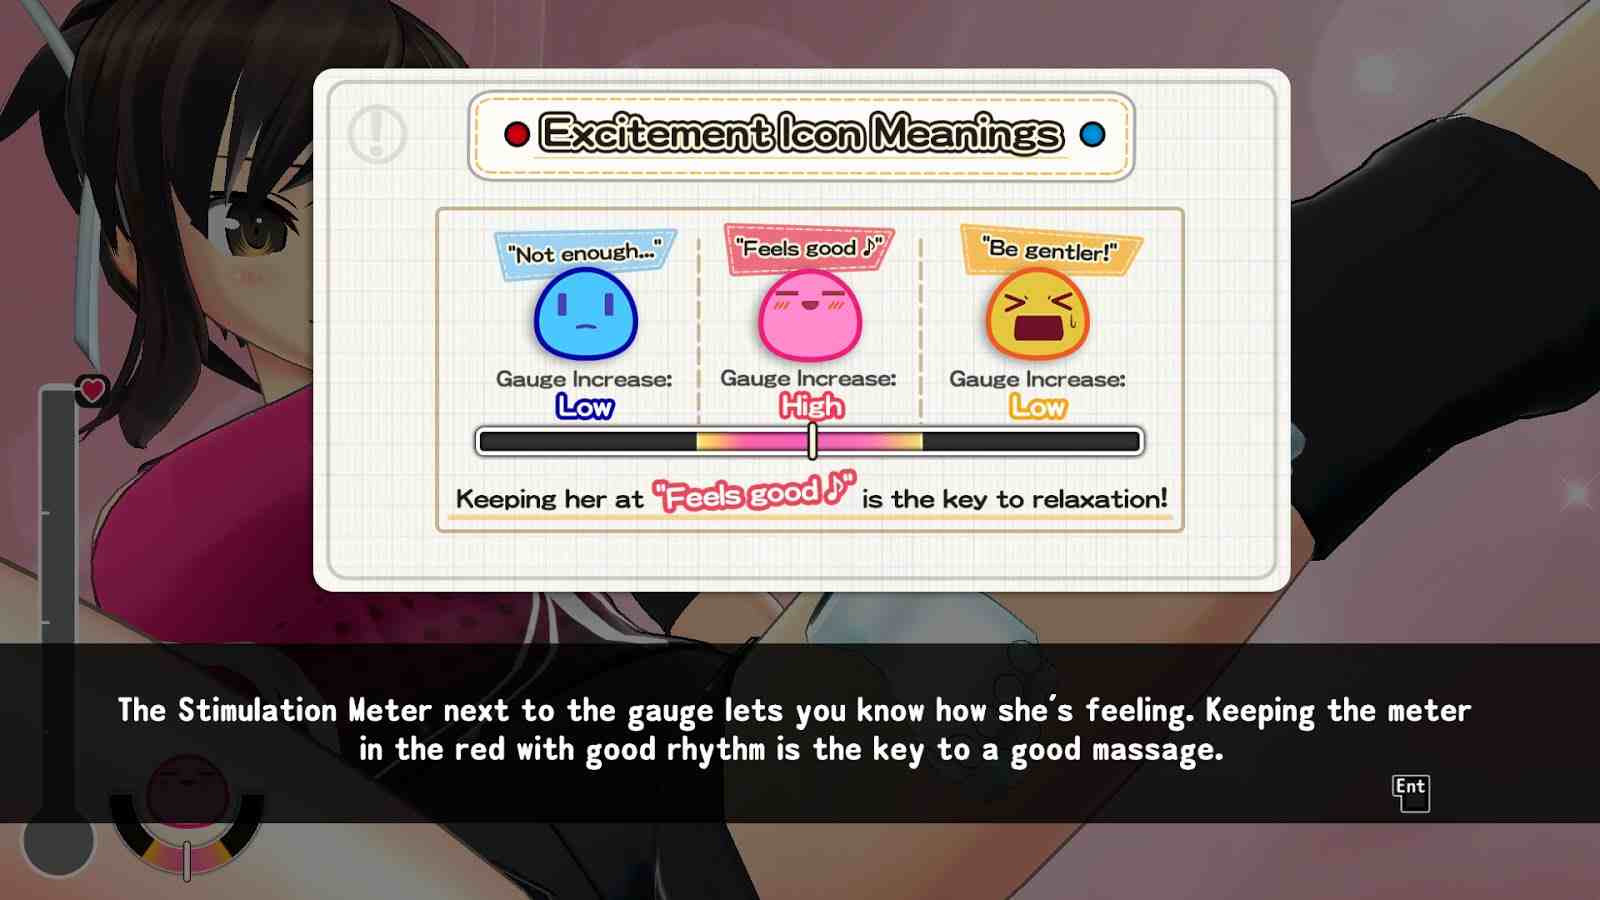 Excitement Icon Meanings
"Not enough..."
"Feels good ♪"
"Be gentler!"
Gauge Increase:
Low
Gauge Increase:
High
Gauge Increase:
Low
Keeping her at "Feels good ♪" is the key to relaxation!
The Stimulation Meter next to the gauge lets you know how she's feeling. Keeping the meter
in the red with good rhythm is the key to a good massage.
Ent